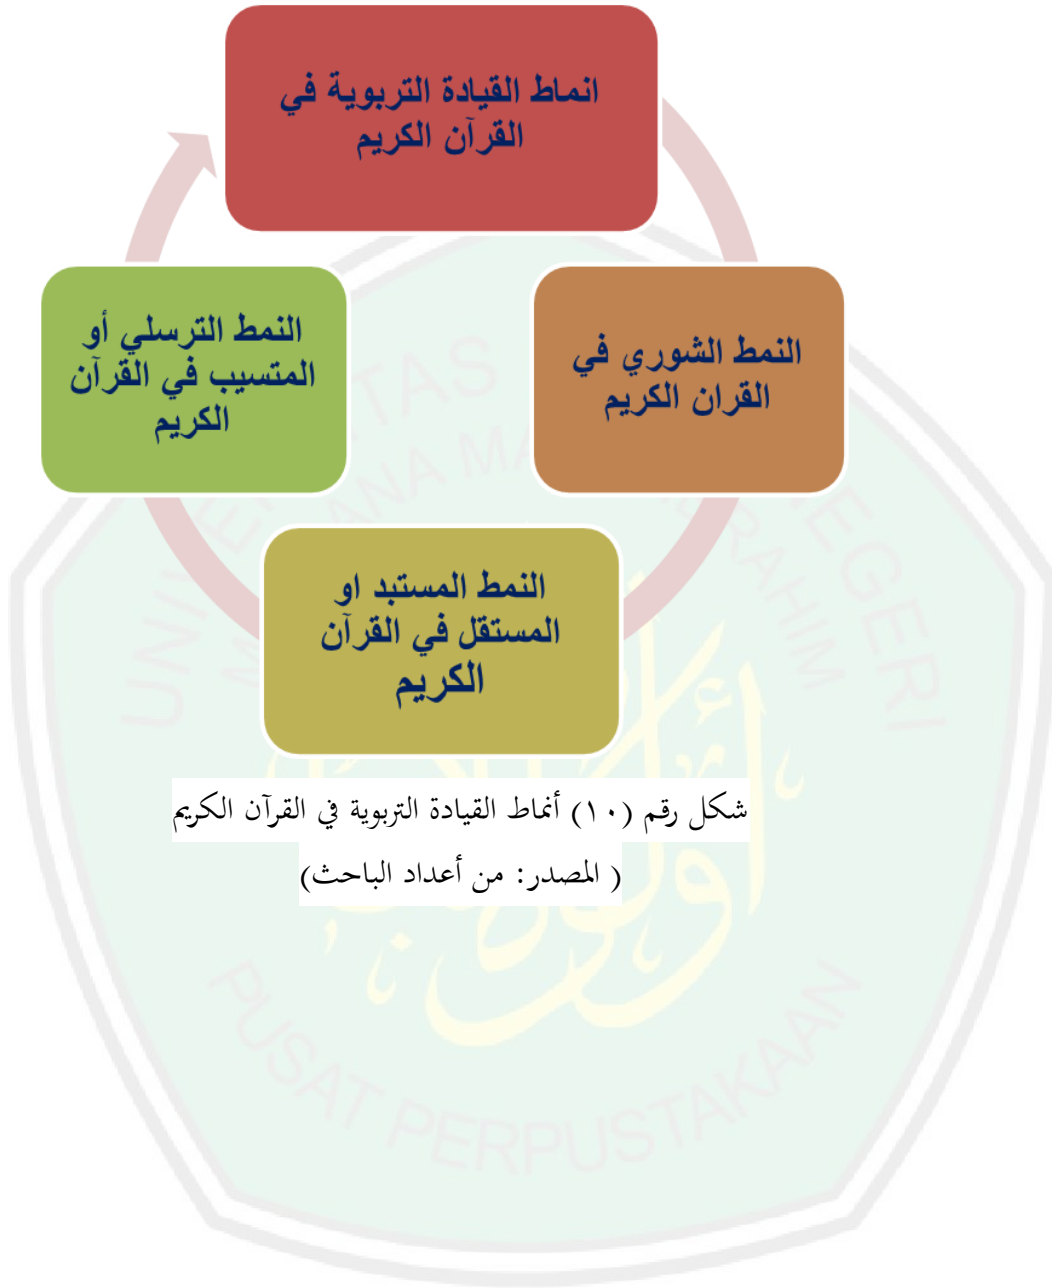 انماط القيادة التربوية في
القرآن الكريم
النمط الشوري في
القران الكريم
النمط المستبد او
المستقل في القرآن
الكريم
النمط الترسلي أو
المتسيب في القرآن
الكريم
شكل رقم (١٠) أنماط القيادة التربوية في القرآن الكريم
( المصدر: من أعداد الباحث)
PUSAT PERPUSTAKAAN